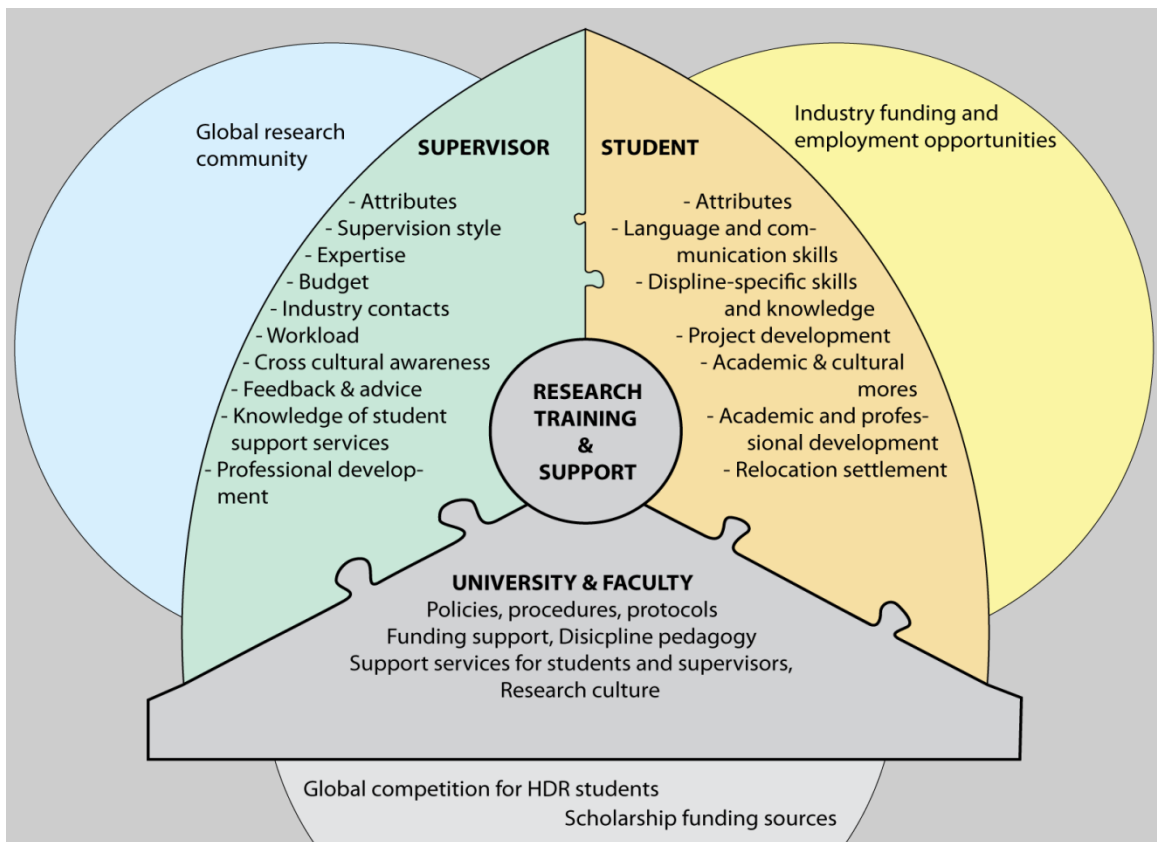 Global research
community
SUPERVISOR
- Attributes
- Supervision style
- Expertise
- Budget
- Industry contacts
- Workload
- Cross cultural awareness
- Feedback & advice
- Knowledge of student
support services
- Professional develop-
ment
STUDENT
- Attributes
- Language and com-
munication skills
- Displine-specific skills
and knowledge
- Project development
- Academic & cultural
mores
- Academic and profes-
sional development
- Relocation settlement
Industry funding and
employment opportunities
RESEARCH
TRAINING
&
SUPPORT
UNIVERSITY & FACULTY
Policies, procedures, protocols
Funding support, Disicpline pedagogy
Support services for students and supervisors,
Research culture
Global competition for HDR students
Scholarship funding sources